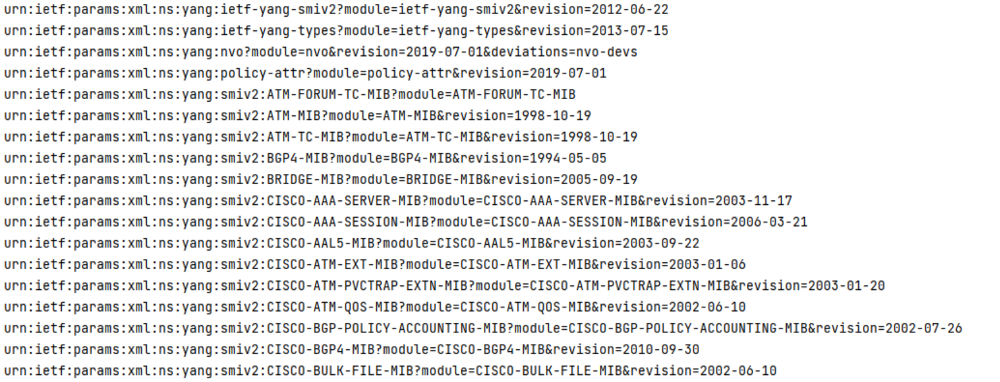 urn:ietf:params:xml:ns:yang:ietf-yang-smiv2?module=ietf-yang-smiv2&revision=2012-06-22
urn:ietf:params:xml:ns:yang:ietf-yang-types?module=ietf-yang-types&revision=2013-07-15
urn:ietf:params:xml:ns:yang:nvo?module=nvo&revision=2019-07-01&deviations=nvo-devs
urn:ietf:params:xml:ns:yang:policy-attr?module=policy-attr&revision=2019-07-01
urn:ietf:params:xml:ns:yang:smiv2:ATM-FORUM-TC-MIB?module=ATM-FORUM-TC-MIB
urn:ietf:params:xml:ns:yang:smiv2:ATM-MIB?module=ATM-MIB&revision=1998-10-19
urn:ietf:params:xml:ns:yang:smiv2:ATM-TC-MIB?module=ATM-TC-MIB&revision=1998-10-19
urn:ietf:params:xml:ns:yang:smiv2:BGP4-MIB?module=BGP4-MIB&revision=1994-05-05
urn:ietf:params:xml:ns:yang:smiv2:BRIDGE-MIB?module=BRIDGE-MIB&revision=2005-09-19
urn:ietf:params:xml:ns:yang:smiv2:CISCO-AAA-SERVER-MIB?module=CISCO-AAA-SERVER-MIB&revision=2003-11-17
urn:ietf:params:xml:ns:yang:smiv2:CISCO-AAA-SESSION-MIB?module=CISCO-AAA-SESSION-MIB&revision=2006-03-21
urn:ietf:params:xml:ns:yang:smiv2:CISCO-AAL5-MIB?module=CISCO-AAL5-MIB&revision=2003-09-22
urn:ietf:params:xml:ns:yang:smiv2:CISCO-ATM-EXT-MIB?module=CISCO-ATM-EXT-MIB&revision=2003-01-06
urn:ietf:params:xml:ns:yang:smiv2:CISCO-ATM-PVCTRAP-EXTN-MIB?module=CISCO-ATM-PVCTRAP-EXTN-MIB&revision=2003-01-20
urn:ietf:params:xml:ns:yang:smiv2:CISCO-ATM-QOS-MIB?module=CISCO-ATM-QOS-MIB&revision=2002-06-10
urn:ietf:params:xml:ns:yang:smiv2:CISCO-BGP-POLICY-ACCOUNTING-MIB?module=CISCO-BGP-POLICY-ACCOUNTING-MIB&revision=2002-07-26
urn:ietf:params:xml:ns:yang:smiv2:CISCO-BGP4-MIB?module=CISCO-BGP4-MIB&revision=2010-09-30
urn:ietf:params:xml:ns:yang:smiv2:CISCO-BULK-FILE-MIB?module=CISCO-BULK-FILE-MIB&revision=2002-06-10